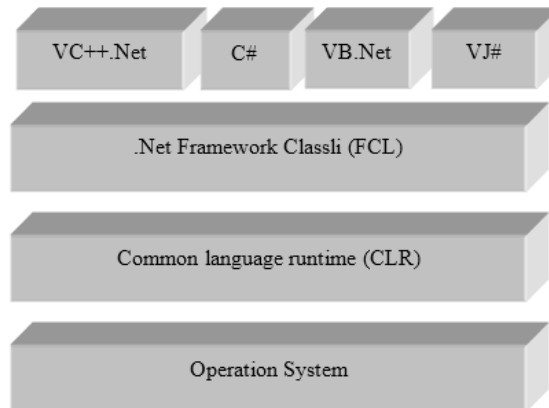 VC++.Net C# VB.Net VJ#
.Net Framework Classli (FCL)
Common language runtime (CLR)
Operation System